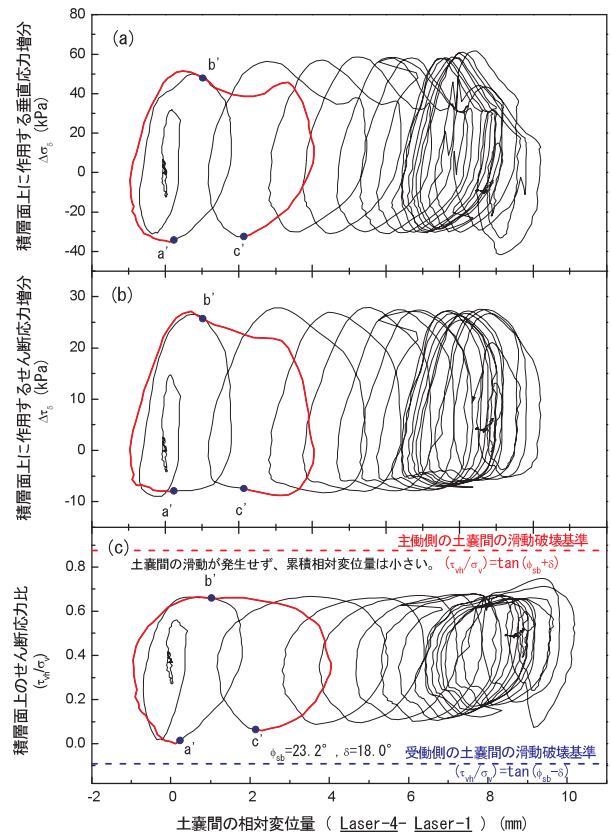 (a)
積層面上に作用する垂直応力増分
Δσδ (kPa)
80
60
40
20
0
-20
-40
b'
a'
c'
(b)
積層面上に作用するせん断応力増分
Δτδ (kPa)
30
20
10
0
-10
b'
a'
c'
(c)
積層面上のせん断応力比
(τvh/σv)
0.8
0.6
0.4
0.2
0.0
主働側の土嚢間の滑動破壊基準
土嚢間の滑動が発生せず、累積相対変位量は小さい。 (τvh/σv)=tan(φsb+δ)
b'
a'
c'
φsb=23.2° , δ=18.0°
受働側の土嚢間の滑動破壊基準
(τvh/σv)=tan(φsb-δ)
-2 0 2 4 6 8 10
土嚢間の相対変位量 ( Laser-4- Laser-1 ) (mm)